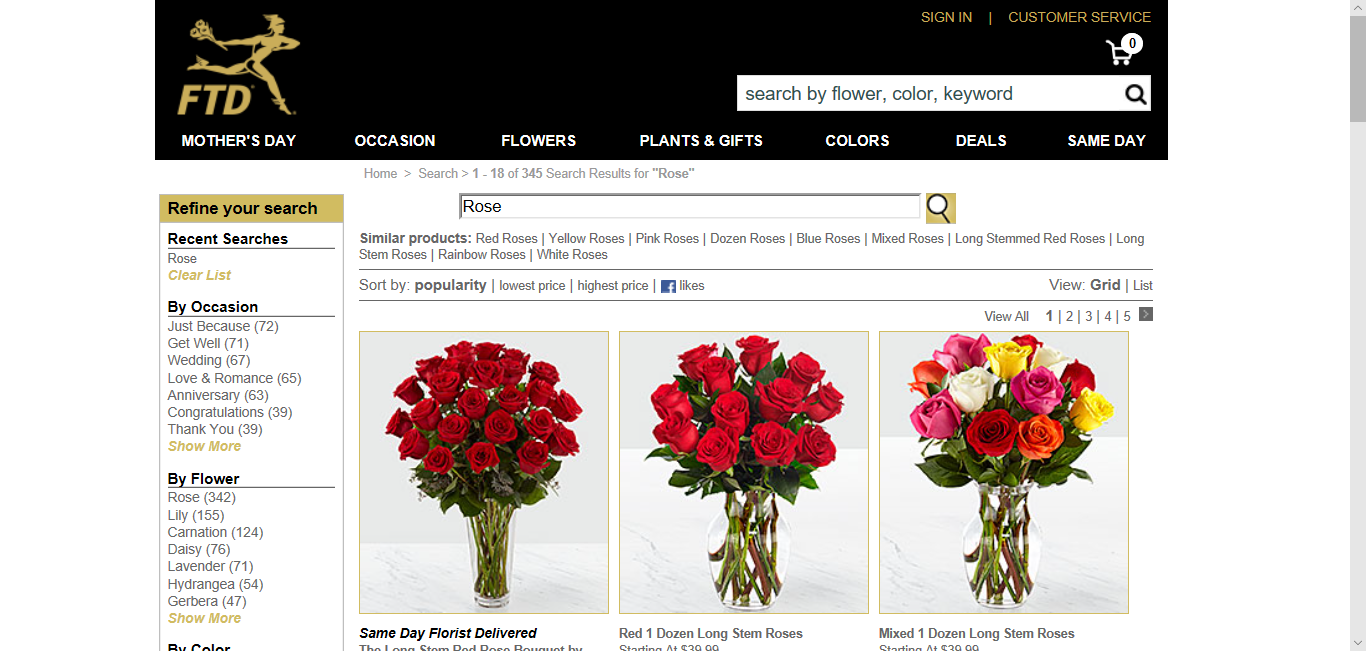 SIGN IN | CUSTOMER SERVICE
0
FTD
search by flower, color, keyword
MOTHER'S DAY OCCASION FLOWERS PLANTS & GIFTS COLORS DEALS SAME DAY
Home > Search > 1 - 18 of 345 Search Results for "Rose"
Refine your search
Recent Searches
Rose
Clear List
By Occasion
Just Because (72)
Get Well (71)
Wedding (67)
Love & Romance (65)
Anniversary (63)
Congratulations (39)
Thank You (39)
Show More
By Flower
Rose (342)
Lily (155)
Carnation (124)
Daisy (76)
Lavender (71)
Hydrangea (54)
Gerbera (47)
Show More
By Color
Rose
Similar products: Red Roses | Yellow Roses | Pink Roses | Dozen Roses | Blue Roses | Mixed Roses | Long Stemmed Red Roses | Long
Stem Roses | Rainbow Roses | White Roses
Sort by: popularity | lowest price | highest price | f likes
View: Grid | List
View All 1 | 2 | 3 | 4 | 5
Same Day Florist Delivered
The Long Stem Red Rose Bouquet by
Red 1 Dozen Long Stem Roses
Starting At $39.99
Mixed 1 Dozen Long Stem Roses
Starting At $39.99